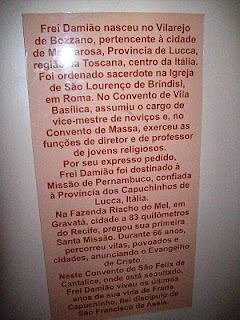 Frei Damião nasceu no Vilarejo
de Bozzano, pertencente à cidade
de Massarosa, Província de Lucca,
região da Toscana, centro da Itália.
Foi ordenado sacerdote na Igreja
de São Lourenço de Brindisi,
em Roma. No Convento de Vila
Basílica, assumiu o cargo de
vice-mestre de noviços e, no
Convento de Massa, exerceu as
funções de diretor e de professor
de jovens religiosos.
Por seu expresso pedido,
Frei Damião foi destinado à
Missão de Pernambuco, confiada
à Província dos Capuchinhos de
Lucca, Itália.
Na Fazenda Riacho do Mel, em
Gravatá, cidade a 83 quilômetros
do Recife, pregou sua primeira
Santa Missão. Durante 66 anos,
percorreu vilas, povoados e
cidades, anunciando o Evangelho
de Cristo.
Neste Convento de São Felix de
Cantalice, onde está sepultado,
Frei Damião viveu os últimos
anos de sua vida de Frade
Capuchinho, fiel discípulo de
São Francisco de Assis.